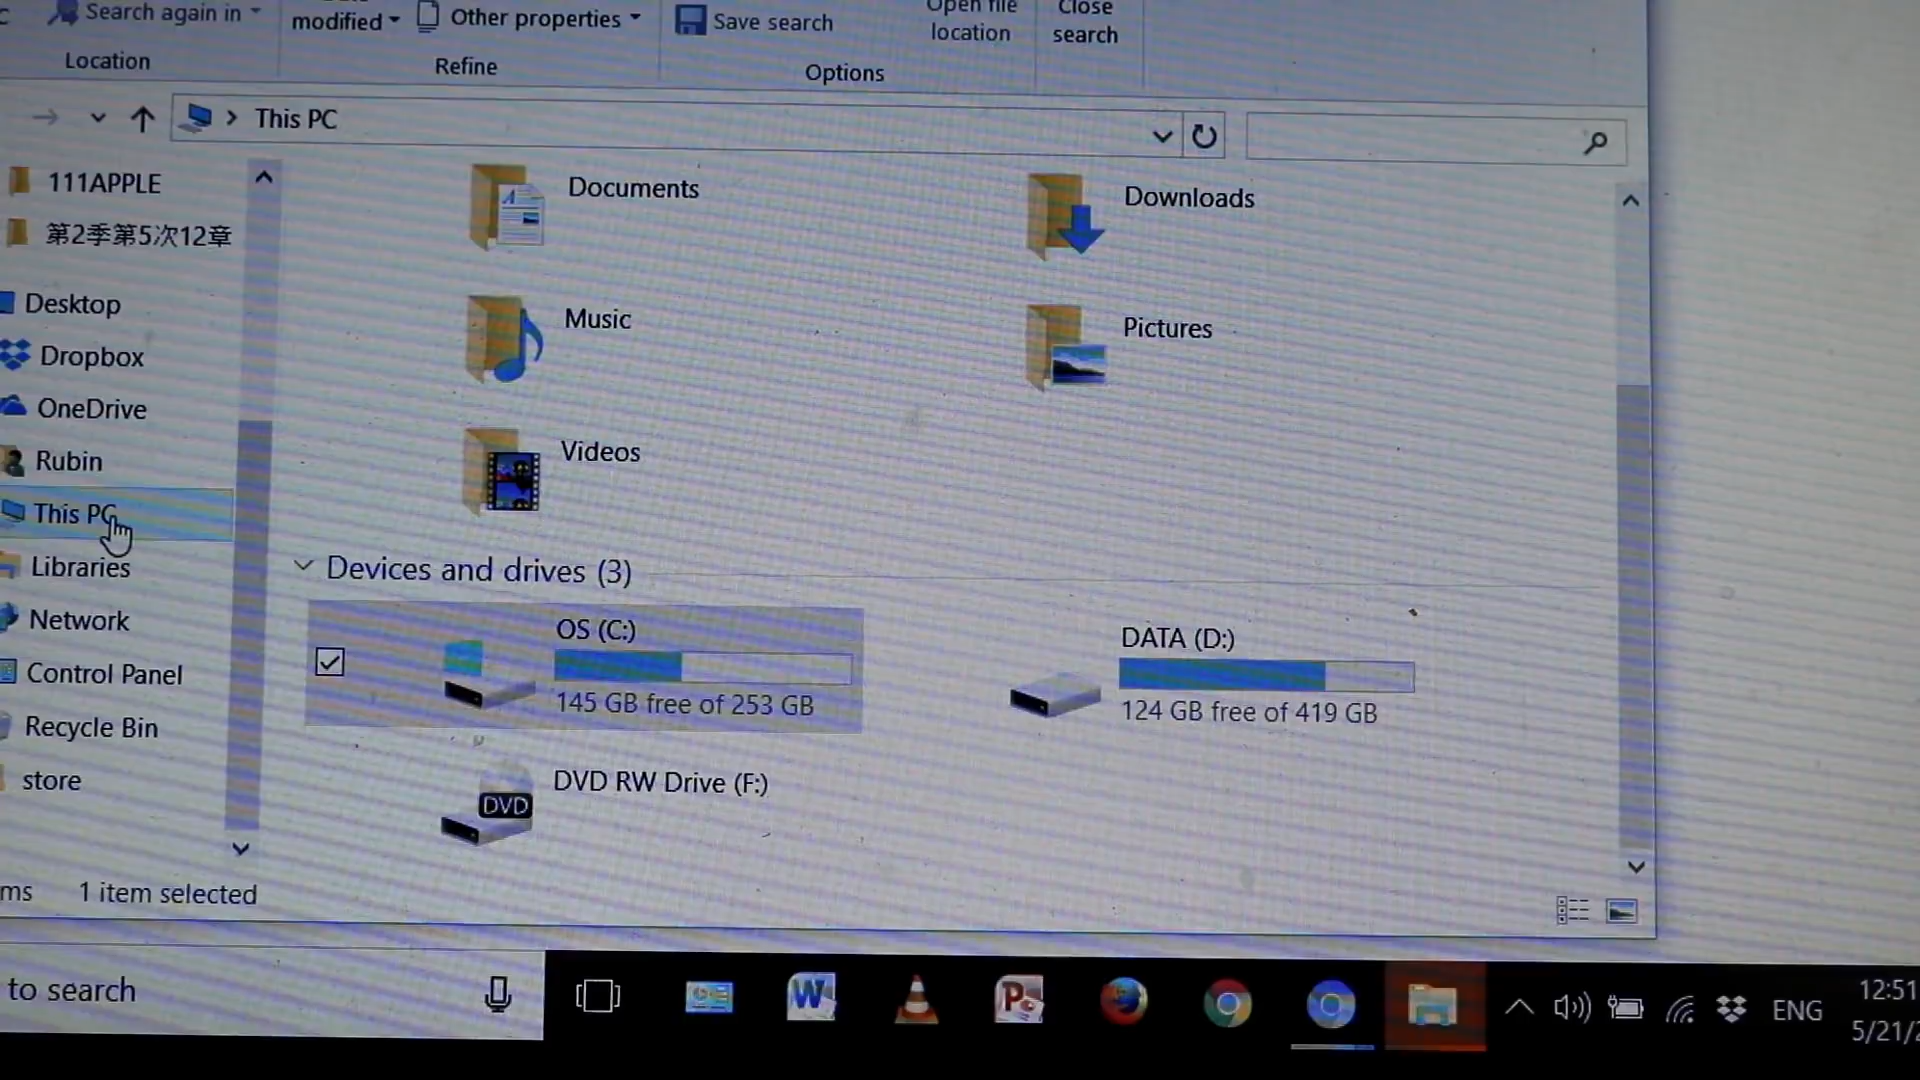 Search again in
modified
Other properties
Save search
Open file
location
Close
search
Location
Refine
Options
This PC
111APPLE
第2季第5次12章
Desktop
Dropbox
OneDrive
Rubin
This PC
Libraries
Network
Control Panel
Recycle Bin
store
Documents
Downloads
Music
Pictures
Videos
Devices and drives (3)
OS (C:)
145 GB free of 253 GB
DATA (D:)
124 GB free of 419 GB
DVD
DVD RW Drive (F:)
ms
1 item selected
to search
ENG
12:51
5/21/2